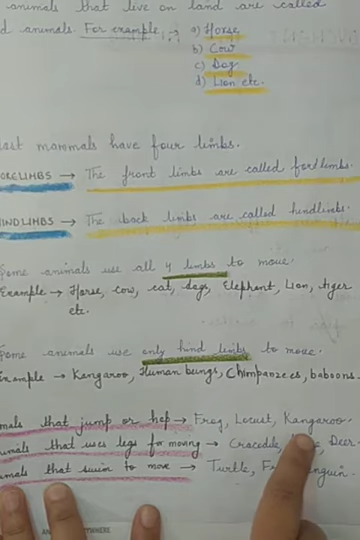 animals that live on land are called
animals. For example → a) Horse
b) Cow
c) Dog
d) Lion etc.
mammals have four limbs.
→ The front limbs are called forelimbs.
HINDLIMBS → The back limbs are called hindlimbs.
Some animals use all 4 limbs to move.
Example → Horse, cow, cat, dogs, Elephant, Lion, tiger
etc.
Some animals use only hind limbs to move.
Example → Kangaroo, Human beings, Chimpanzees, baboons.
that jump or hop → Frog, Locust, Kangaroo
that uses legs for moving → Crocodile, Deer
that swim to move → Turtle,